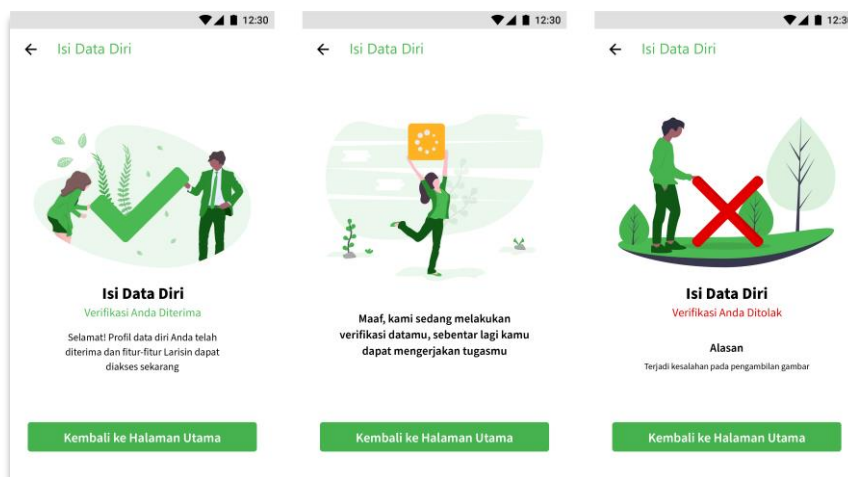 12:30
Isi Data Diri
Isi Data Diri
Verifikasi Anda Diterima
Selamat! Profil data diri Anda telah
diterima dan fitur-fitur Larisin dapat
diakses sekarang
Kembali ke Halaman Utama
12:30
Isi Data Diri
Maaf, kami sedang melakukan
verifikasi datamu, sebentar lagi kamu
dapat mengerjakan tugasmu
Kembali ke Halaman Utama
12:30
Isi Data Diri
Isi Data Diri
Verifikasi Anda Ditolak
Alasan
Terjadi kesalahan pada pengambilan gambar
Kembali ke Halaman Utama